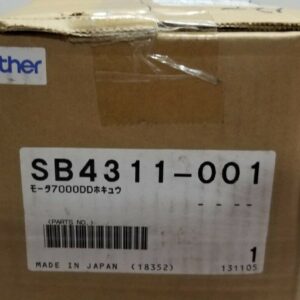 ther
SB4311-001
モータ7000DDホキュウ
- - - -
(PARTS NO.)
1
MADE IN JAPAN (18352)
131105